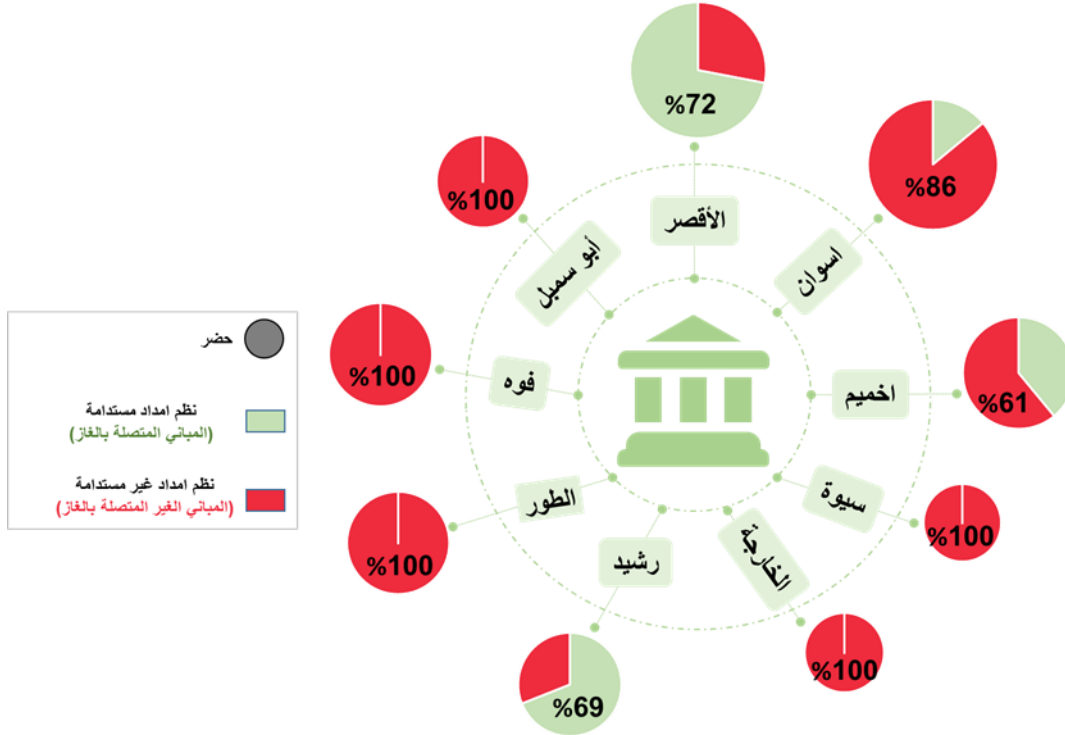 %72
%86
%100
الأقصر
اسوان
أبو سمبل
%100
فوه
اخميم
%61
حضر
نظم امداد مستدامة
(المباني المتصلة بالغاز)
نظم امداد غير مستدامة
(المباني الغير المتصلة بالغاز)
%100
الطور
سيوة
%100
رشيد
الخارجة
%69
%100